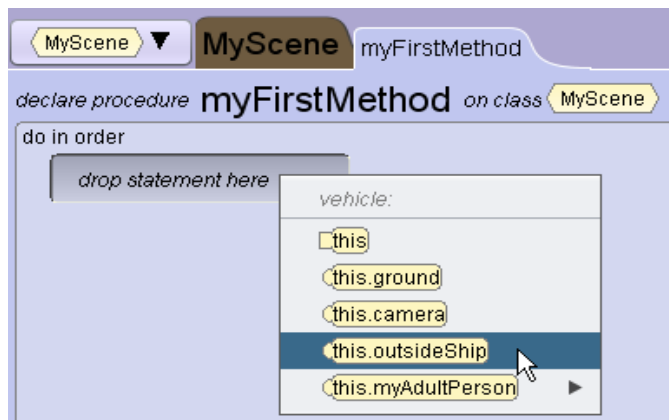 MyScene MyScene myFirstMethod
declare procedure myFirstMethod on class MyScene
do in order
drop statement here
vehicle:
this
this.ground
this.camera
this.outsideShip
this.myAdultPerson